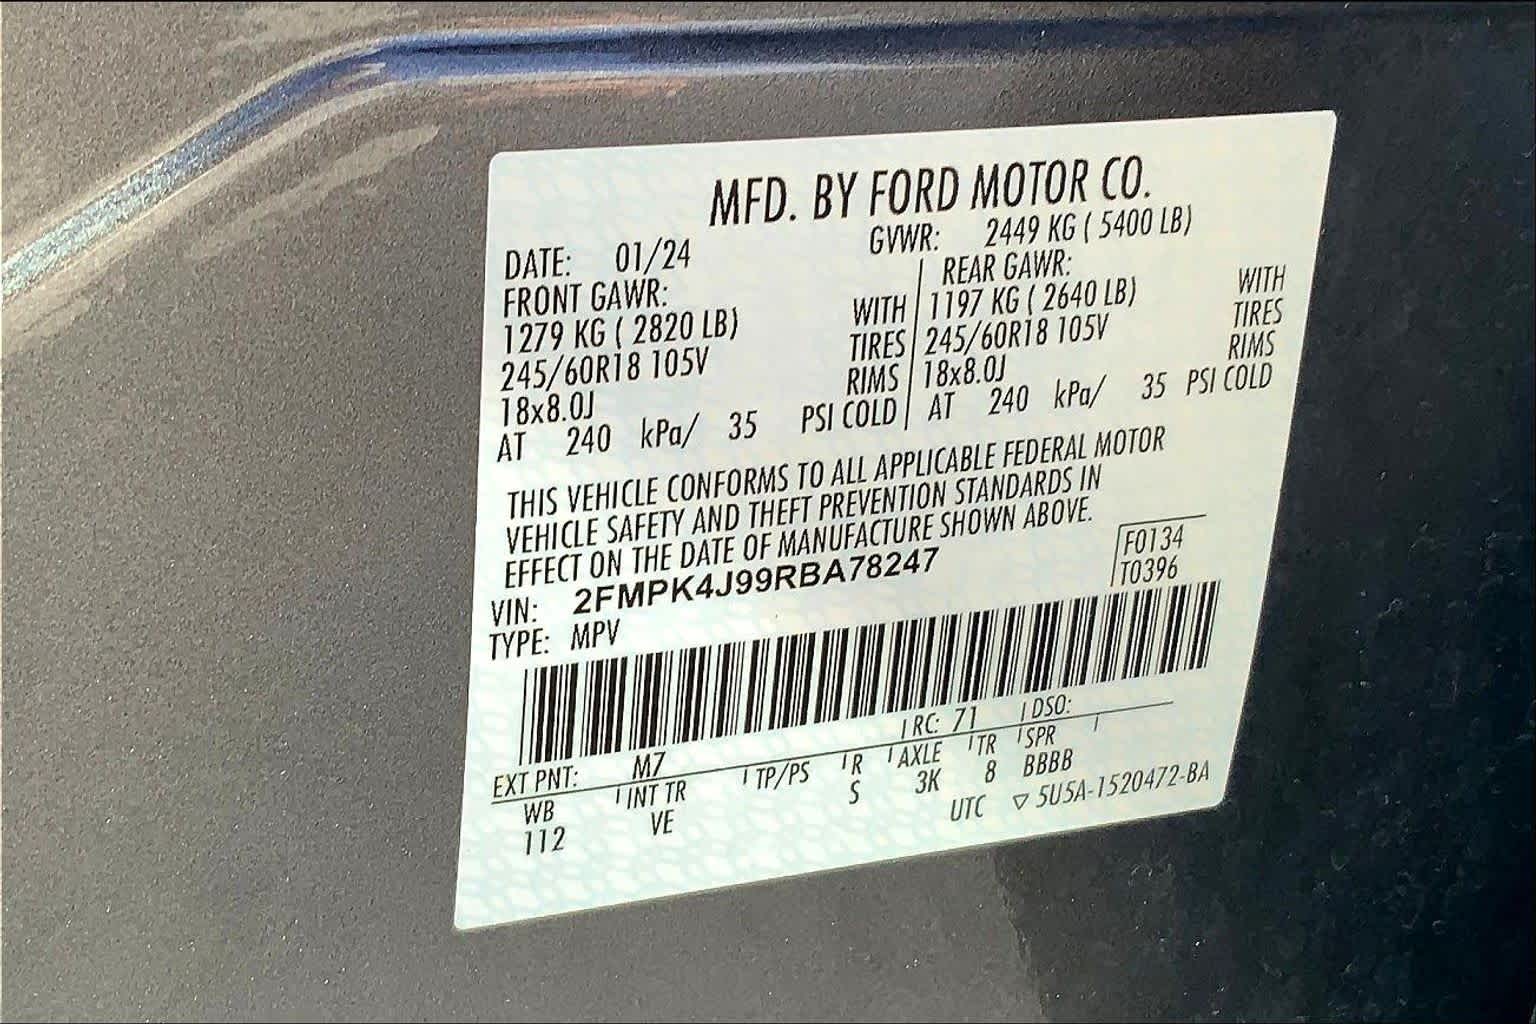 MFD. BY FORD MOTOR CO.
DATE: 01/24
GVWR: 2449 KG ( 5400 LB)
FRONT GAWR:
1279 KG ( 2820 LB) WITH
245/60R18 105V TIRES
18x8.0J RIMS
AT 240 kPa/ 35 PSI COLD
REAR GAWR:
1197 KG ( 2640 LB) WITH
245/60R18 105V TIRES
18x8.0J RIMS
AT 240 kPa/ 35 PSI COLD
THIS VEHICLE CONFORMS TO ALL APPLICABLE FEDERAL MOTOR
VEHICLE SAFETY AND THEFT PREVENTION STANDARDS IN
EFFECT ON THE DATE OF MANUFACTURE SHOWN ABOVE.
VIN: 2FMPK4J99RBA78247
TYPE: MPV
F0134
T0396
EXT PNT: M7 RC: 71 DSO:
WB INT TR TP/PS R AXLE TR SPR
112 VE S 3K 8 BBBB
UTC ▽ 5U5A-1520472-BA